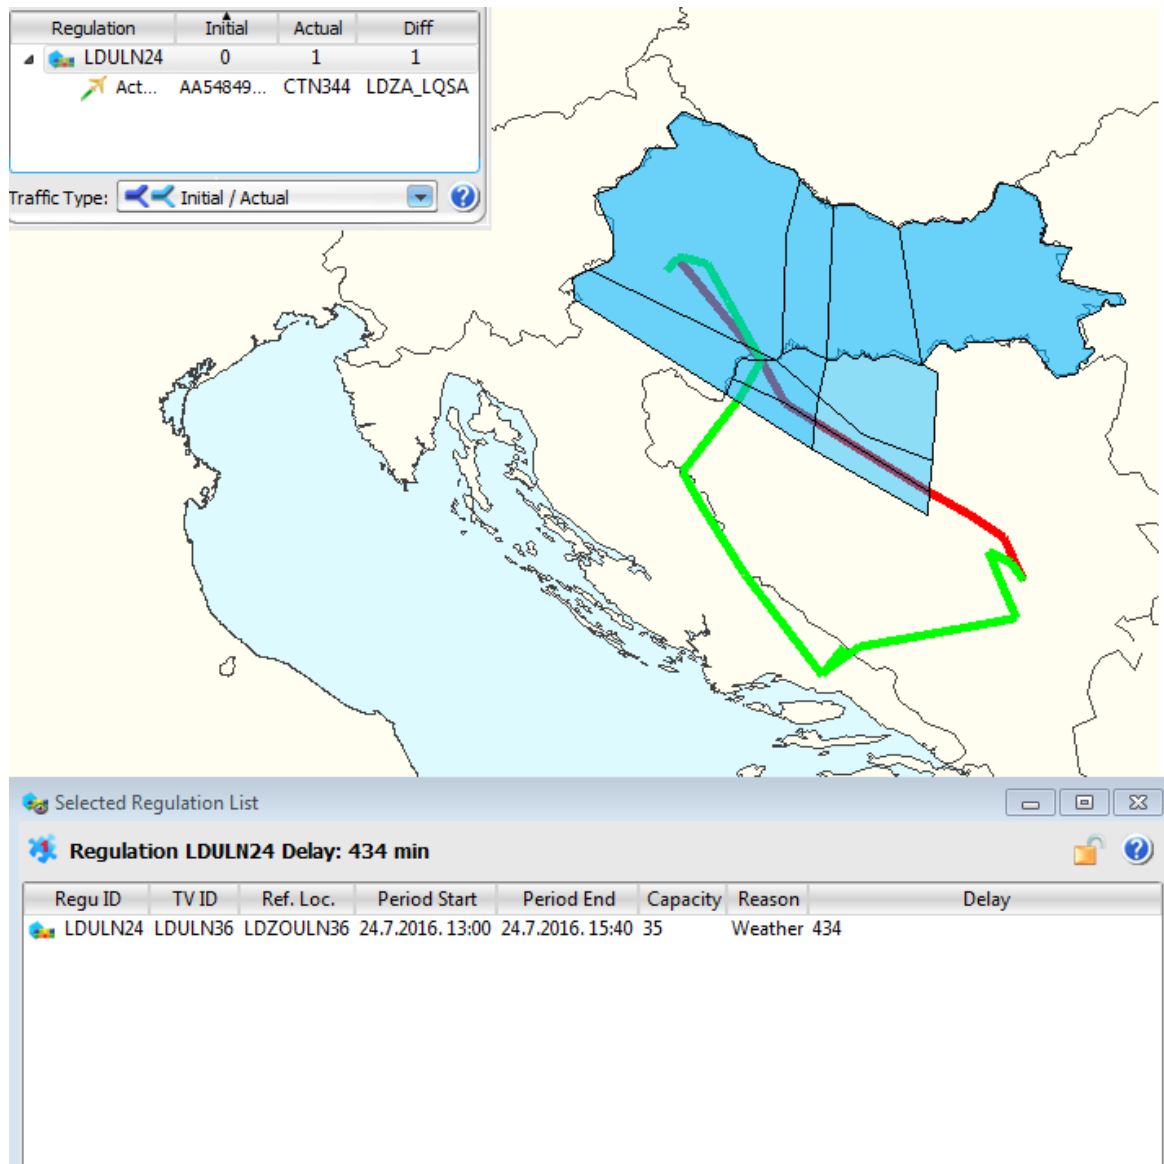 Regulation Initial Actual Diff
LDULN24 0 1 1
Act... AA54849... CTN344 LDZA_LQSA
Traffic Type: Initial / Actual
Selected Regulation List
Regulation LDULN24 Delay: 434 min
Regu ID TV ID Ref. Loc. Period Start Period End Capacity Reason Delay
LDULN24 LDULN36 LDZOULN36 24.7.2016. 13:00 24.7.2016. 15:40 35 Weather 434